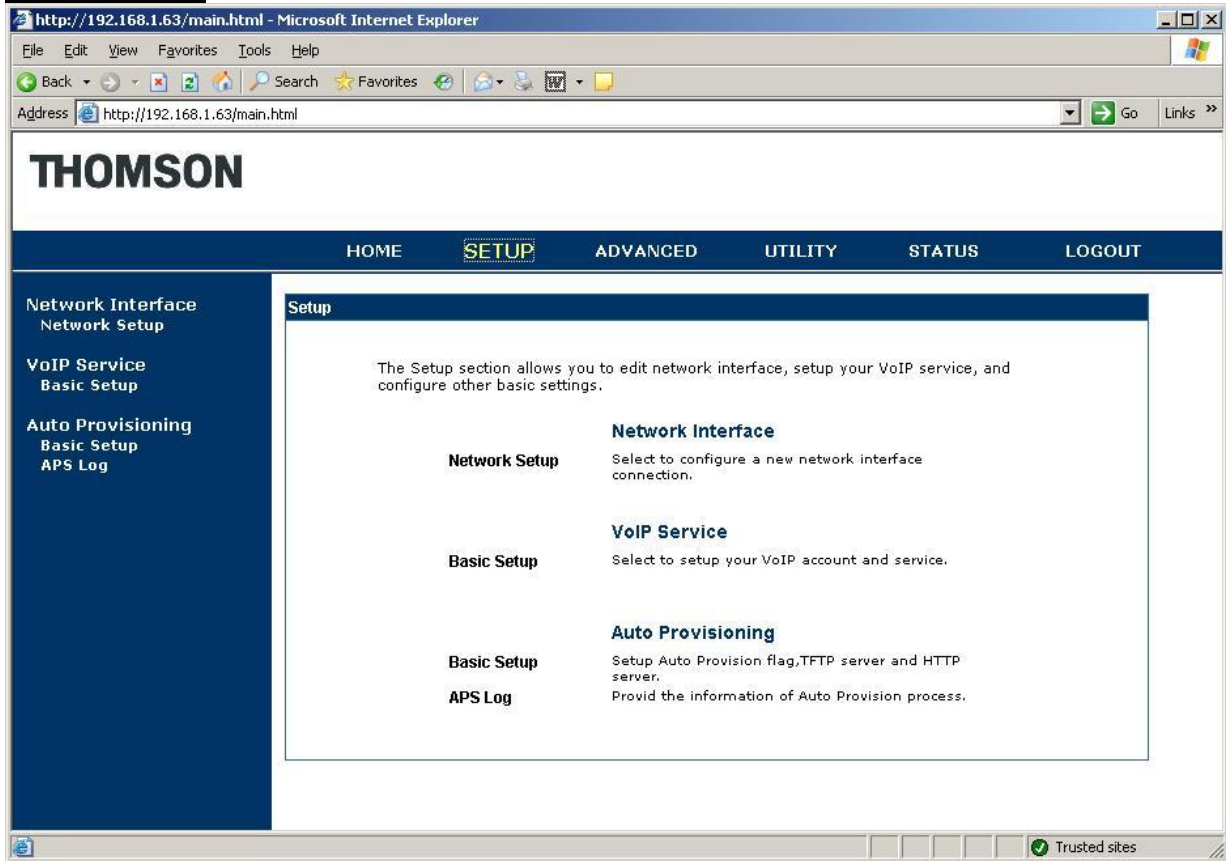 http://192.168.1.63/main.html - Microsoft Internet Explorer
File Edit View Favorites Tools Help
Back Search Favorites
Address http://192.168.1.63/main.html Go Links »
THOMSON
HOME SETUP ADVANCED UTILITY STATUS LOGOUT
Network Interface
Network Setup
VoIP Service
Basic Setup
Auto Provisioning
Basic Setup
APS Log
Setup
The Setup section allows you to edit network interface, setup your VoIP service, and
configure other basic settings.
Network Interface
Network Setup Select to configure a new network interface
connection.
VoIP Service
Basic Setup Select to setup your VoIP account and service.
Auto Provisioning
Basic Setup Setup Auto Provision flag,TFTP server and HTTP
server.
APS Log Provid the information of Auto Provision process.
Trusted sites